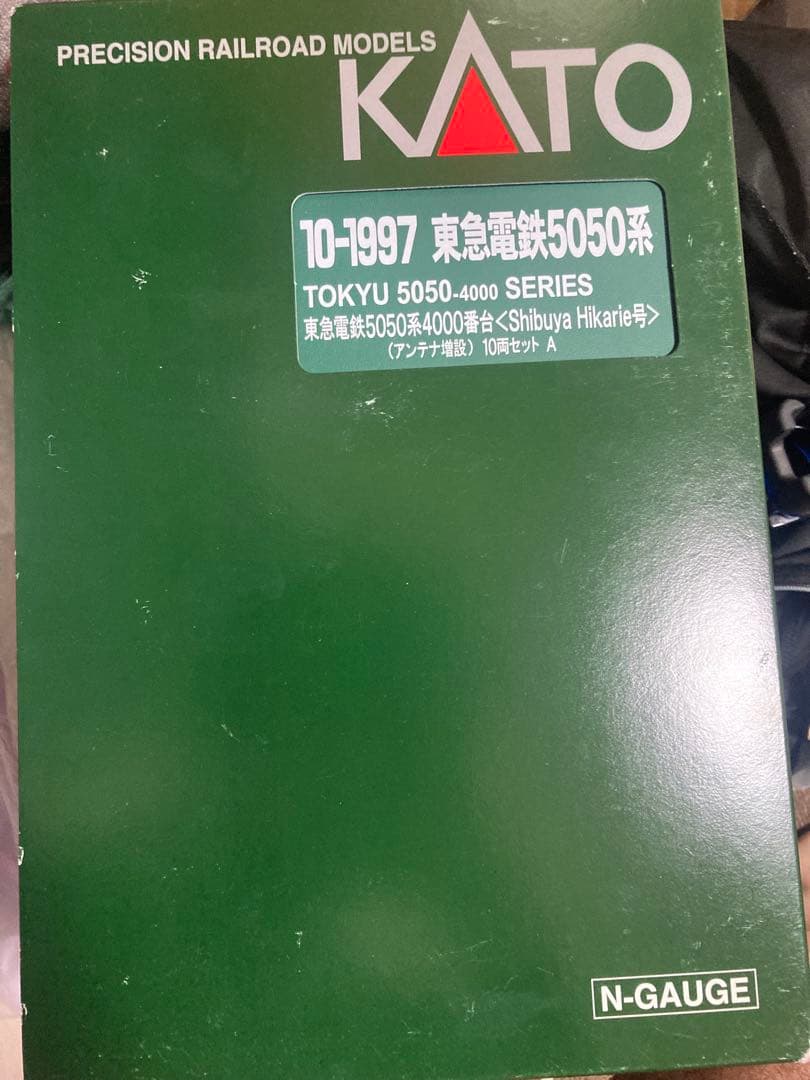 PRECISION RAILROAD MODELS
KATO
10-1997 東急電鉄5050系
TOKYU 5050-4000 SERIES
東急電鉄5050系4000番台<Shibuya Hikarie号>
(アンテナ増設) 10両セット A
N-GAUGE